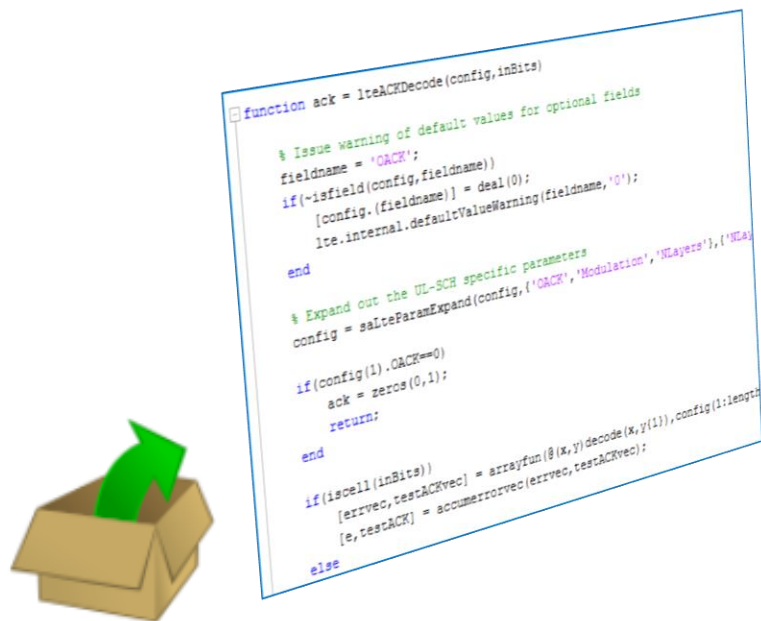 function ack = lteACKDecode(config,inBits)
% Issue warning of default values for optional fields
fieldname = 'OACK';
if(~isfield(config,fieldname))
[config.(fieldname)] = deal(0);
lte.internal.defaultValueWarning(fieldname,'0');
end
% Expand out the UL-SCH specific parameters
config = saLteParamExpand(config,{'OACK','Modulation','NLayers'},{'NLay
if(config(1).OACK==0)
ack = zeros(0,1);
return;
end
if(iscell(inBits))
[errvec,testACKvec] = arrayfun(@(x,y)decode(x,y{1}),config(1:length
[e,testACK] = accumerrorvec(errvec,testACKvec);
else